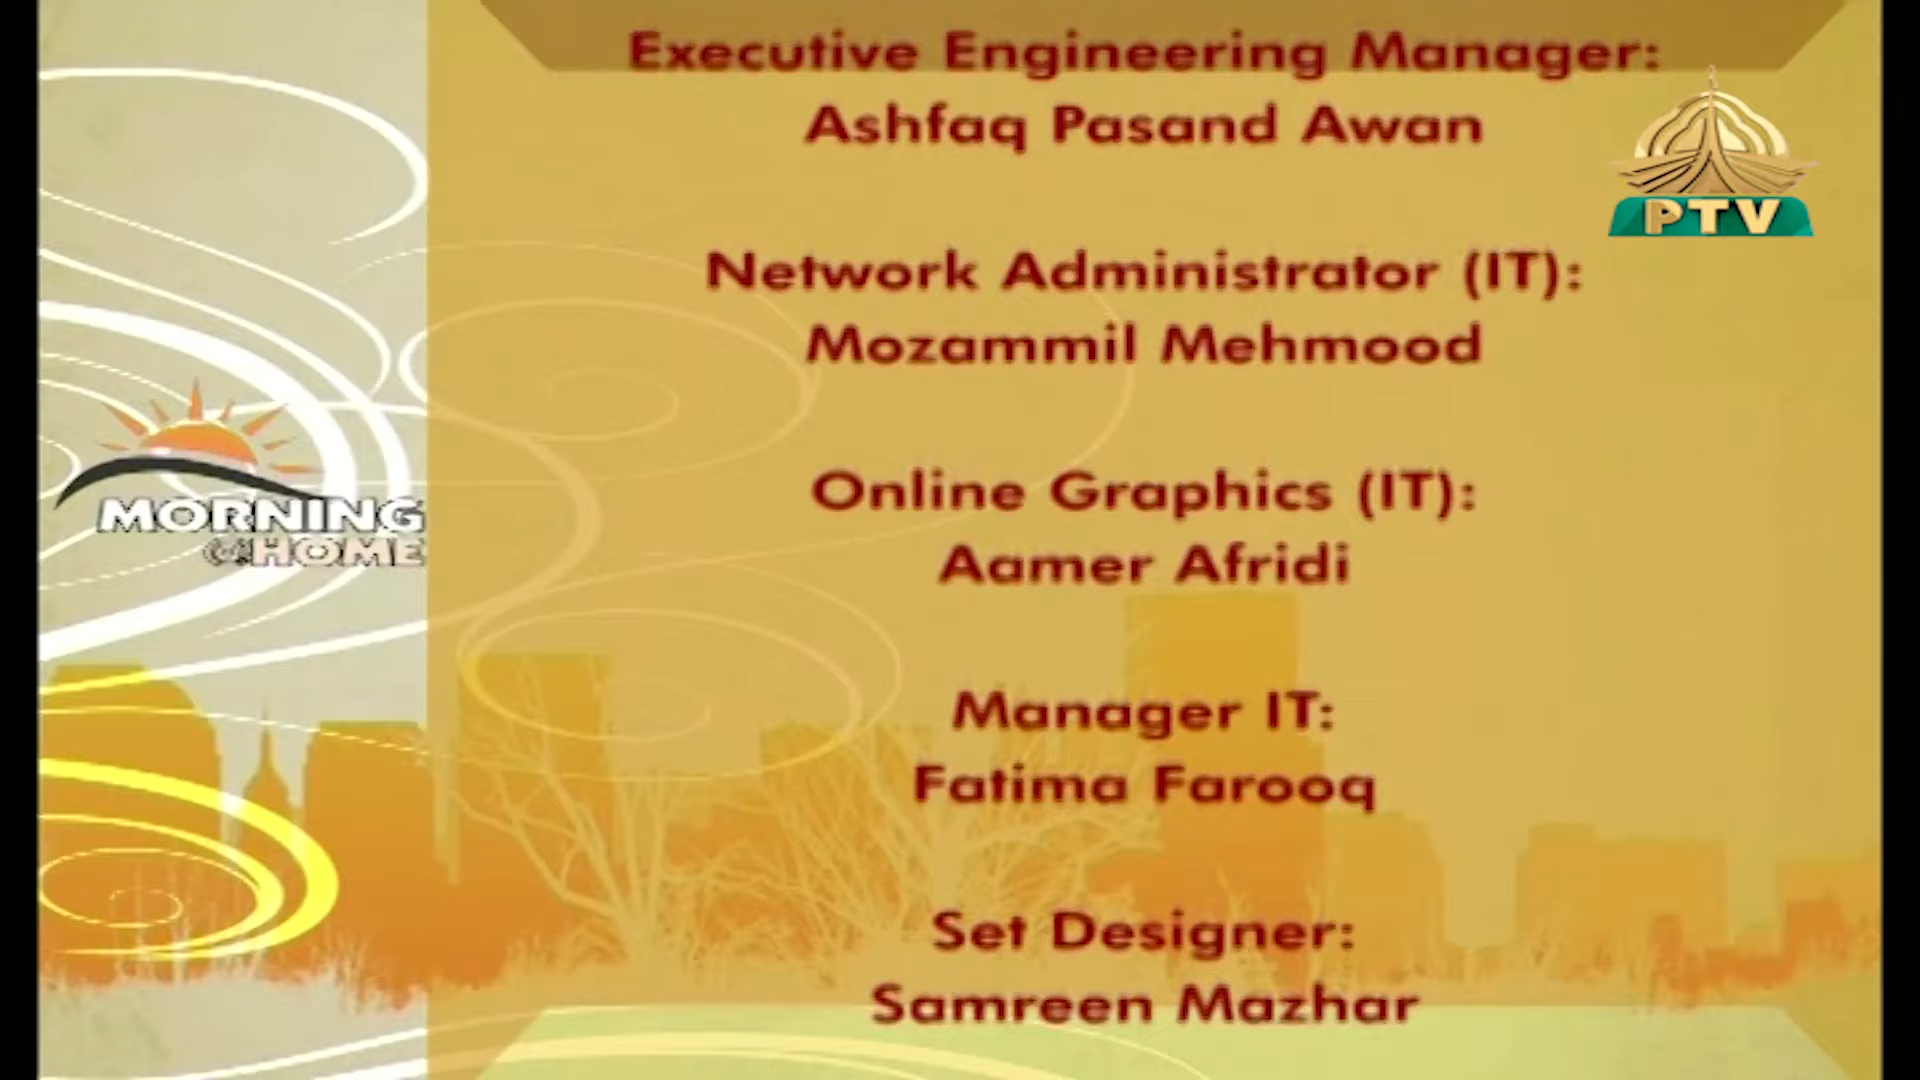 Executive Engineering Manager:
Ashfaq Pasand Awan
PTV
Network Administrator (IT):
Mozammil Mehmood
Online Graphics (IT):
Aamer Afridi
MORNING
@HOME
Manager IT:
Fatima Farooq
Set Designer:
Samreen Mazhar